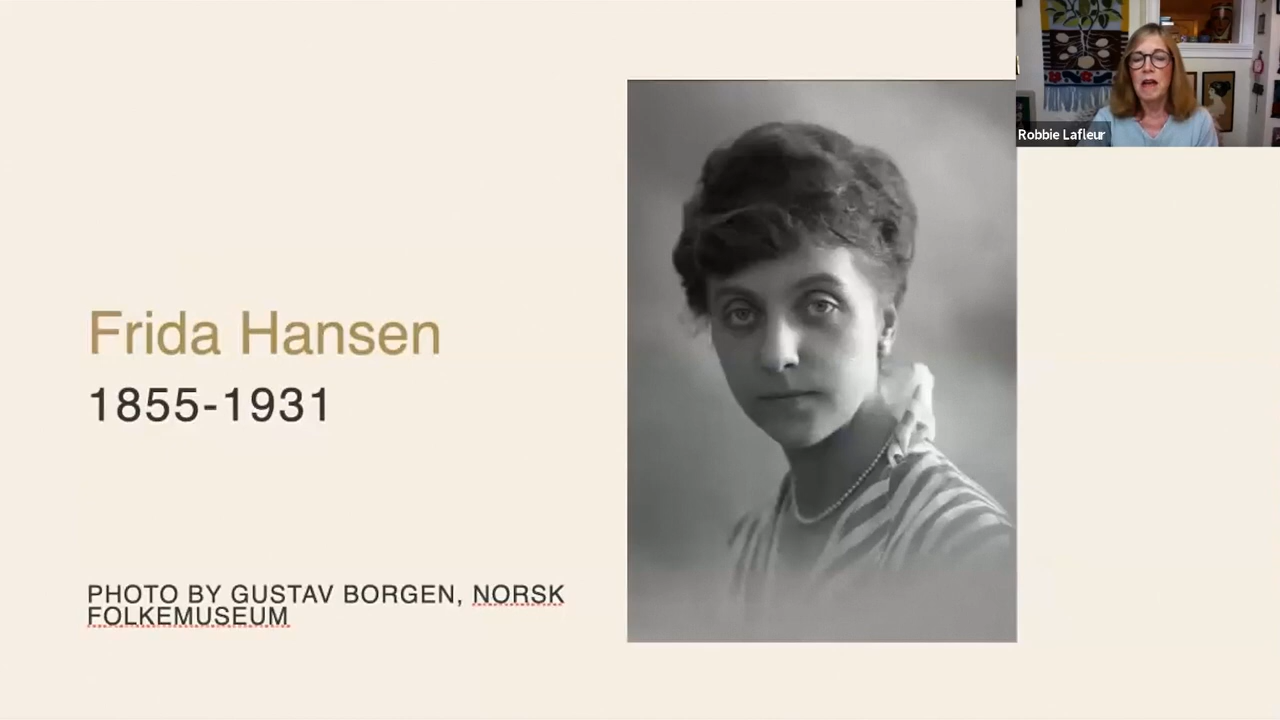 Robbie Lafleur
Frida Hansen
1855-1931
PHOTO BY GUSTAV BORGEN, NORSK
FOLKEMUSEUM